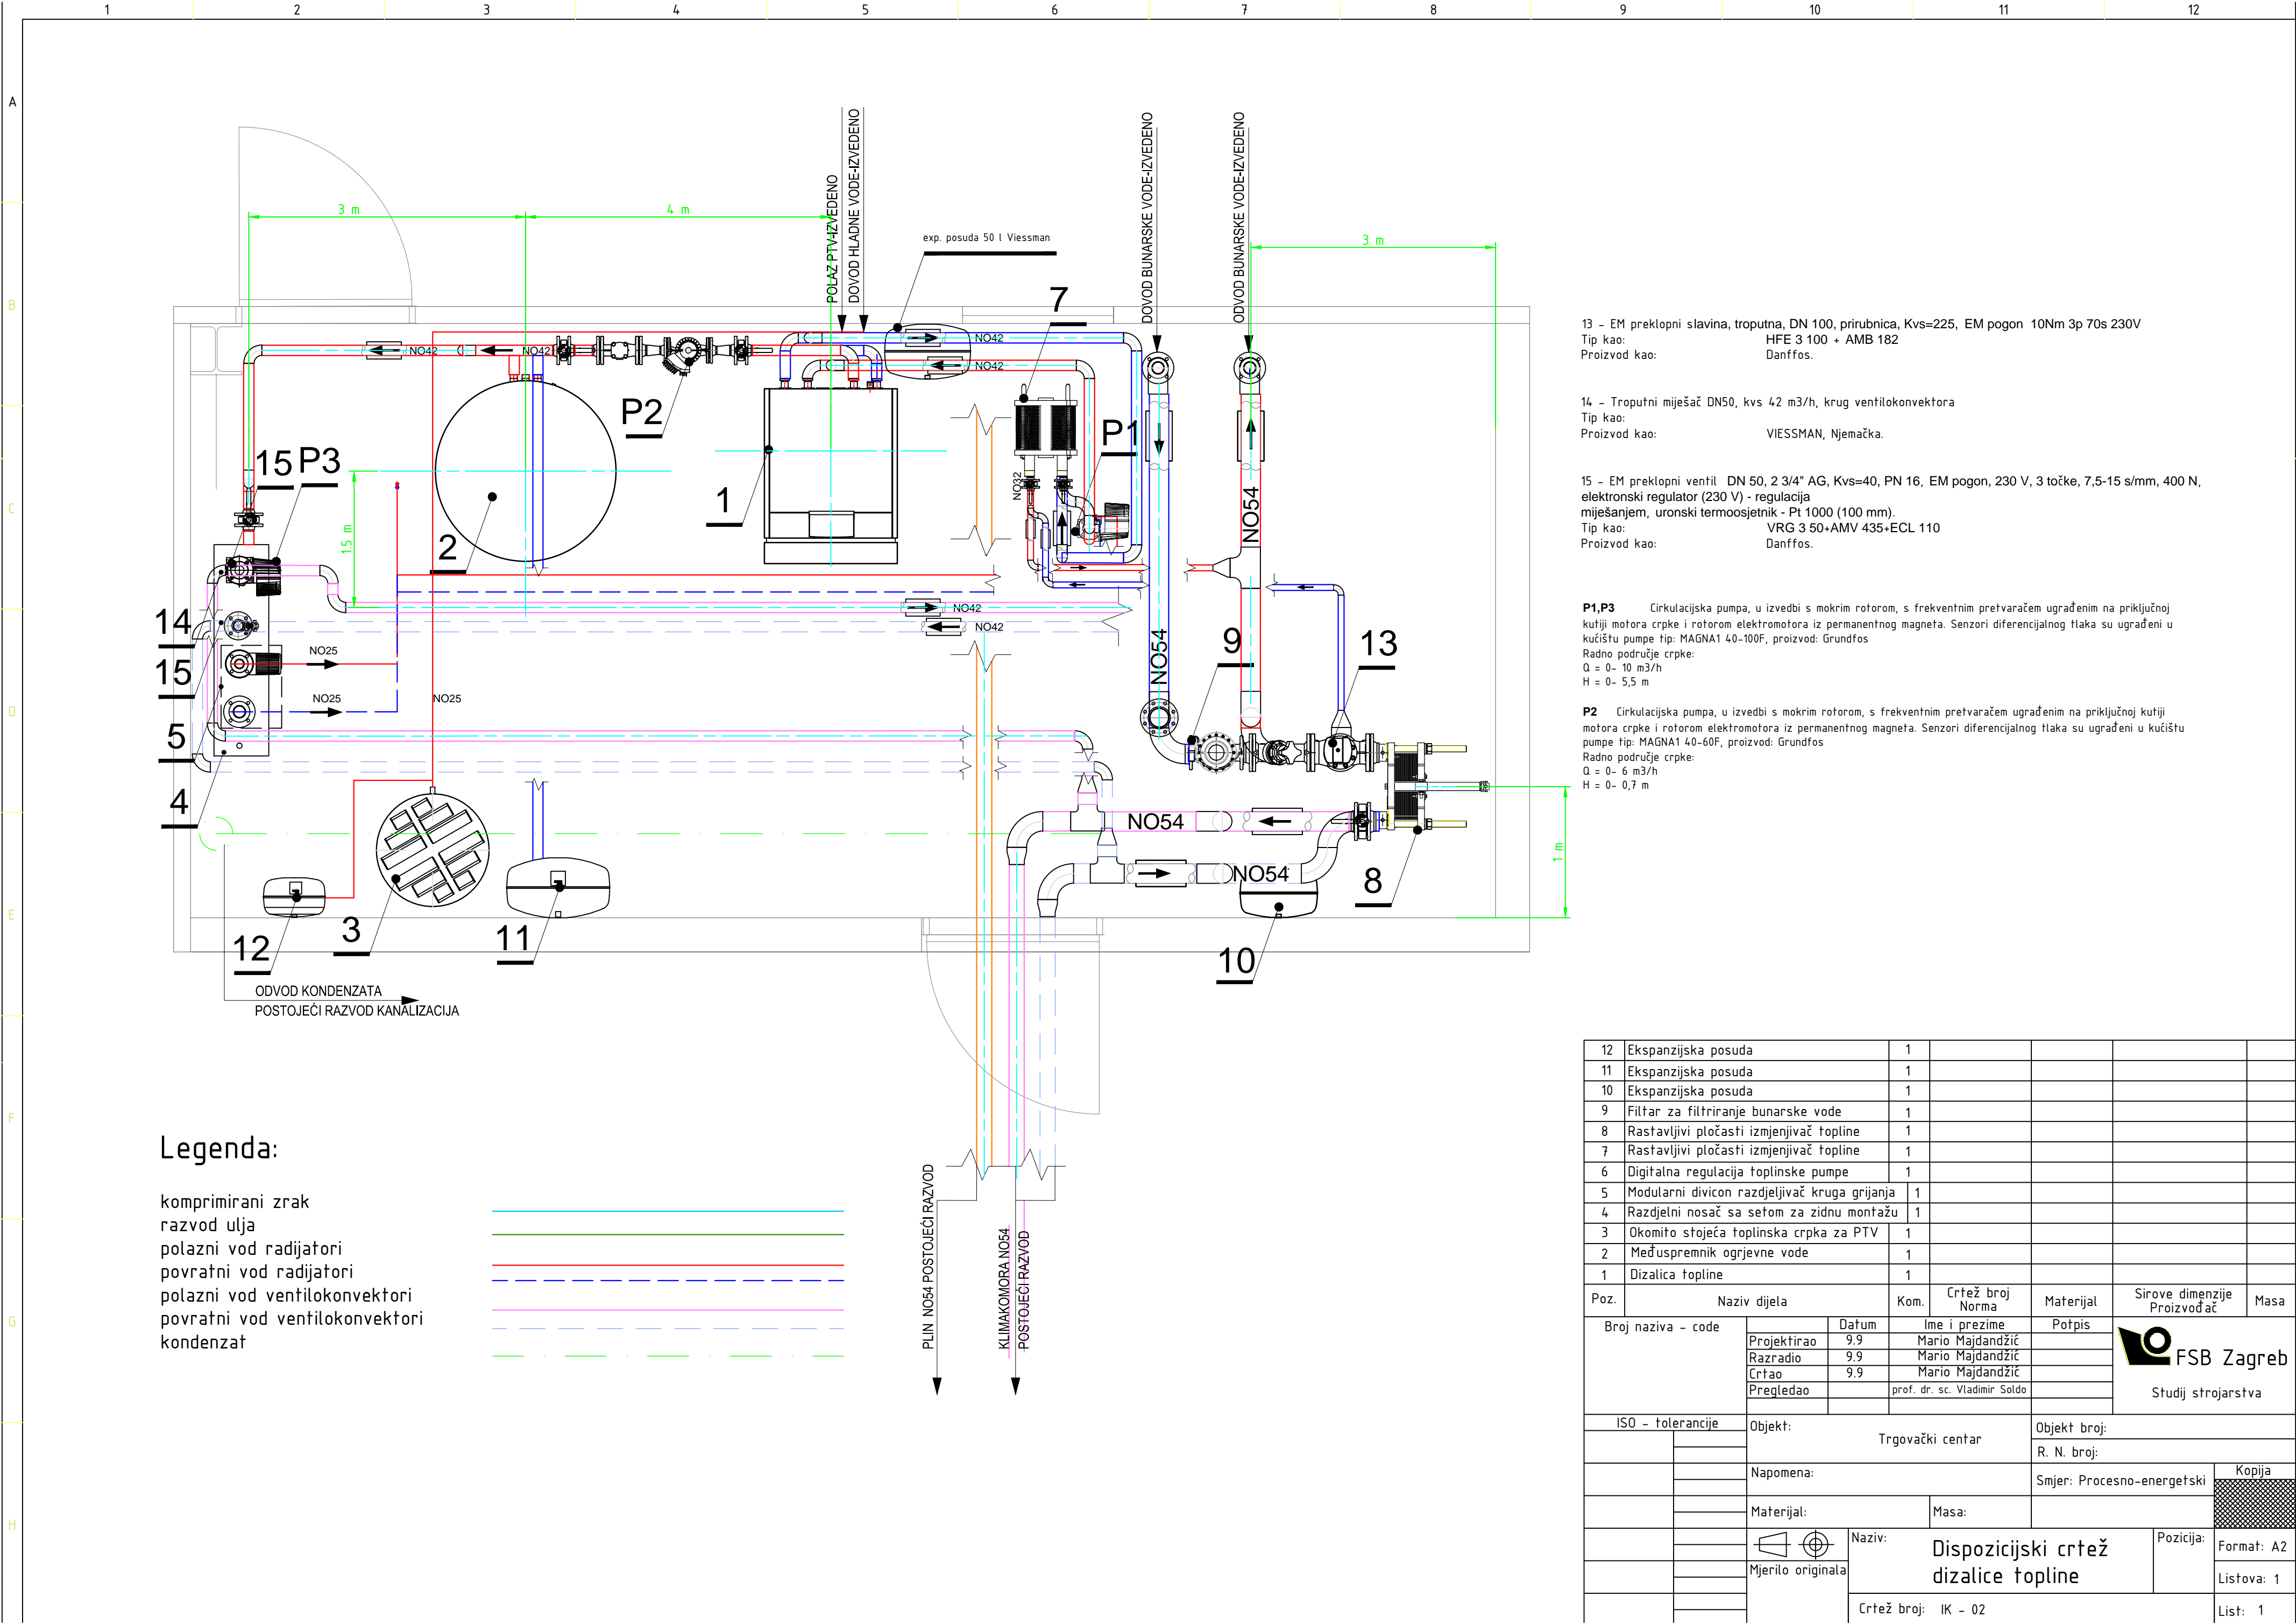 1 2 3 4 5 6 7 8 9 10 11 12
A
B
C
D
E
F
G
H
POLAZ PTV-IZVEDENO
DOVOD HLADNE VODE-IZVEDENO
DOVOD BUNARSKE VODE-IZVEDENO
ODVOD BUNARSKE VODE-IZVEDENO
3 m
4 m
3 m
exp. posuda 50 l Viessman
7
NO42
NO42
NO42
NO42
P2
P1
15 P3
1
2
NO32
1.5 m
NO54
NO54
14
15
5
4
NO42
NO42
NO25
NO25
NO25
9
13
NO54
NO54
8
1 m
12
3
11
10
ODVOD KONDENZATA
POSTOJEĆI RAZVOD KANALIZACIJA
PLIN NO54 POSTOJEĆI RAZVOD
KLIMAKOMORA NO54
POSTOJEĆI RAZVOD
Legenda:
komprimirani zrak
razvod ulja
polazni vod radijatori
povratni vod radijatori
polazni vod ventilokonvektori
povratni vod ventilokonvektori
kondenzat
13 - EM preklopni slavina, troputna, DN 100, prirubnica, Kvs=225, EM pogon 10Nm 3p 70s 230V
Tip kao: HFE 3 100 + AMB 182
Proizvod kao: Danffos.
14 - Troputni miješač DN50, kvs 42 m3/h, krug ventilokonvektora
Tip kao:
Proizvod kao: VIESSMAN, Njemačka.
15 - EM preklopni ventil DN 50, 2 3/4" AG, Kvs=40, PN 16, EM pogon, 230 V, 3 točke, 7,5-15 s/mm, 400 N,
elektronski regulator (230 V) - regulacija
miješanjem, uronski termoosjetnik - Pt 1000 (100 mm).
Tip kao: VRG 3 50+AMV 435+ECL 110
Proizvod kao: Danffos.
P1,P3 Cirkulacijska pumpa, u izvedbi s mokrim rotorom, s frekventnim pretvaračem ugrađenim na priključnoj
kutiji motora crpke i rotorom elektromotora iz permanentnog magneta. Senzori diferencijalnog tlaka su ugrađeni u
kućištu pumpe tip: MAGNA1 40-100F, proizvod: Grundfos
Radno područje crpke:
Q = 0- 10 m3/h
H = 0- 5,5 m
P2 Cirkulacijska pumpa, u izvedbi s mokrim rotorom, s frekventnim pretvaračem ugrađenim na priključnoj kutiji
motora crpke i rotorom elektromotora iz permanentnog magneta. Senzori diferencijalnog tlaka su ugrađeni u kućištu
pumpe tip: MAGNA1 40-60F, proizvod: Grundfos
Radno područje crpke:
Q = 0- 6 m3/h
H = 0- 0,7 m
12 Ekspanzijska posuda 1
11 Ekspanzijska posuda 1
10 Ekspanzijska posuda 1
9 Filtar za filtriranje bunarske vode 1
8 Rastavljivi pločasti izmjenjivač topline 1
7 Rastavljivi pločasti izmjenjivač topline 1
6 Digitalna regulacija toplinske pumpe 1
5 Modularni divicon razdjeljivač kruga grijanja 1
4 Razdjelni nosač sa setom za zidnu montažu 1
3 Okomito stojeća toplinska crpka za PTV 1
2 Međuspremnik ogrjevne vode 1
1 Dizalica topline 1
Poz. Naziv dijela Kom. Crtež broj Norma Materijal Sirove dimenzije Proizvođač Masa
Broj naziva - code Datum Ime i prezime Potpis
Projektirao 9.9 Mario Majdandžić
Razradio 9.9 Mario Majdandžić
Crtao 9.9 Mario Majdandžić
Pregledao prof. dr. sc. Vladimir Soldo
FSB Zagreb
Studij strojarstva
ISO - tolerancije
Objekt: Trgovački centar
Objekt broj:
R. N. broj:
Napomena:
Smjer: Procesno-energetski
Kopija
Materijal: Masa:
Naziv: Dispozicijski crtež
dizalice topline
Pozicija:
Format: A2
Mjerilo originala
Listova: 1
Crtež broj: IK - 02
List: 1